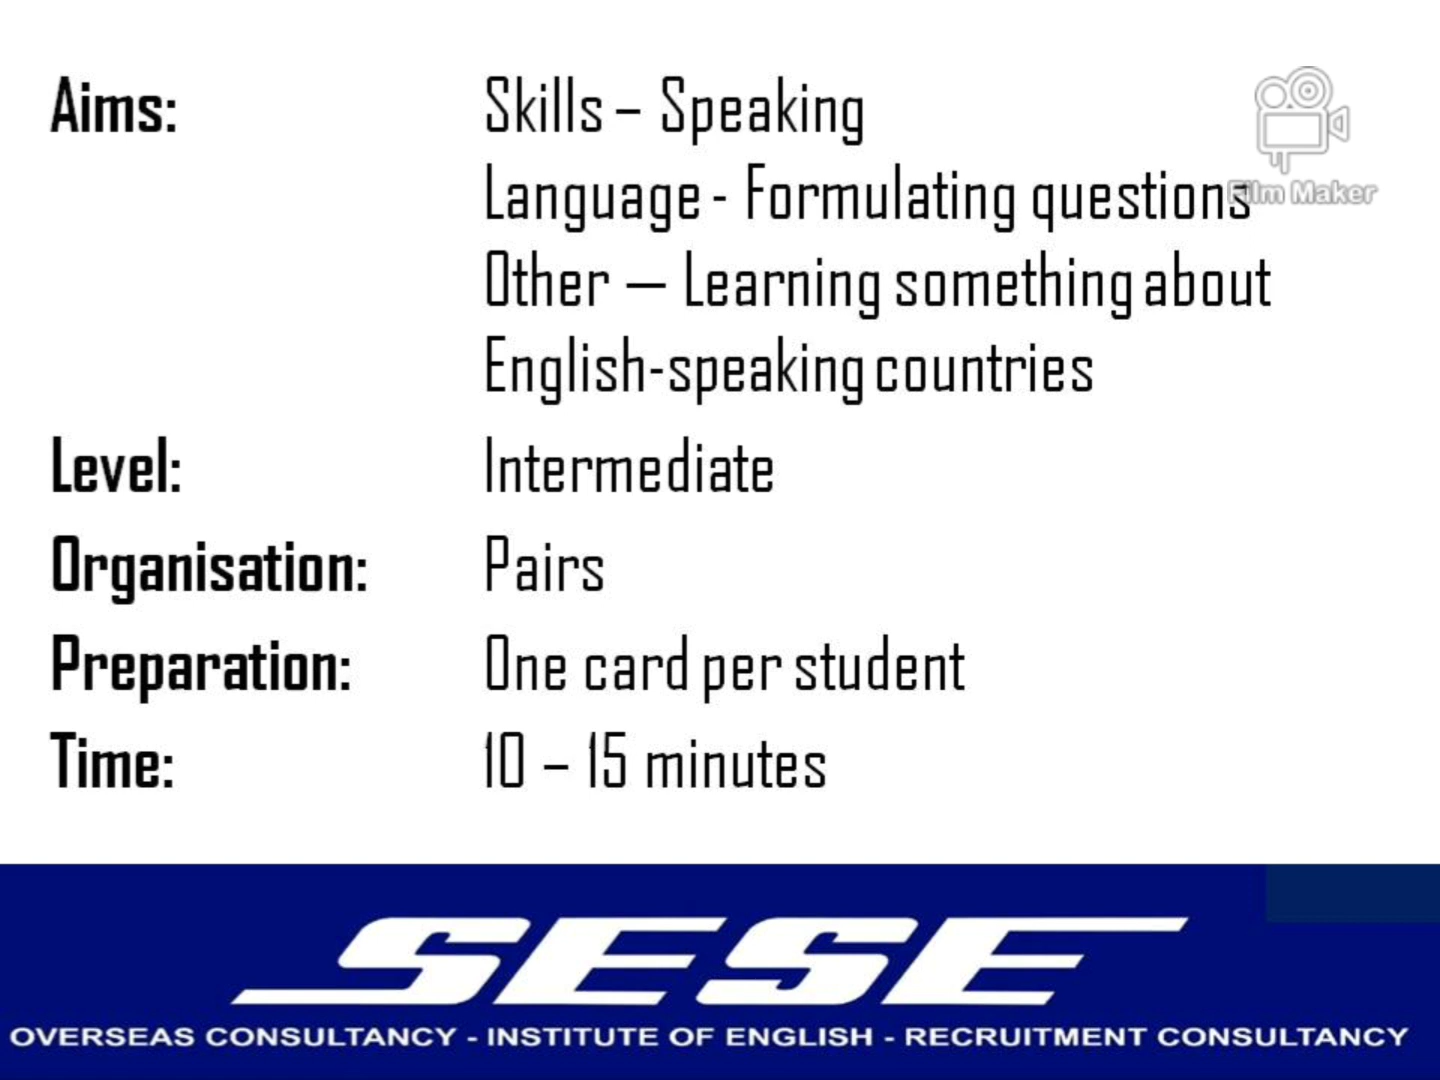 Aims: Skills – Speaking
Language - Formulating questions
Other — Learning something about
English-speaking countries
Level: Intermediate
Organisation: Pairs
Preparation: One card per student
Time: 10 – 15 minutes
Film Maker
SESE
OVERSEAS CONSULTANCY - INSTITUTE OF ENGLISH - RECRUITMENT CONSULTANCY